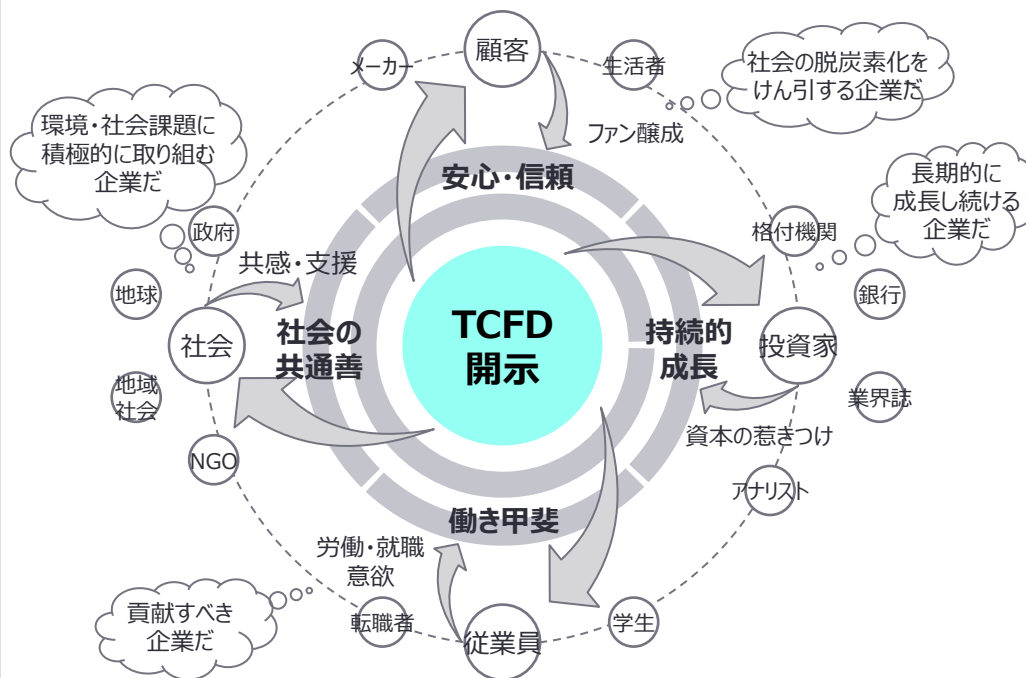 顧客
メーカー
生活者
社会の脱炭素化を
けん引する企業だ
ファン醸成
環境・社会課題に
積極的に取り組む
企業だ
安心・信頼
長期的に
成長し続ける
企業だ
政府
格付機関
共感・支援
地球
銀行
社会
社会の
共通善
TCFD
開示
持続的
成長
投資家
地域
社会
業界誌
資本の惹きつけ
NGO
アナリスト
働き甲斐
労働・就職
意欲
貢献すべき
企業だ
転職者
従業員
学生